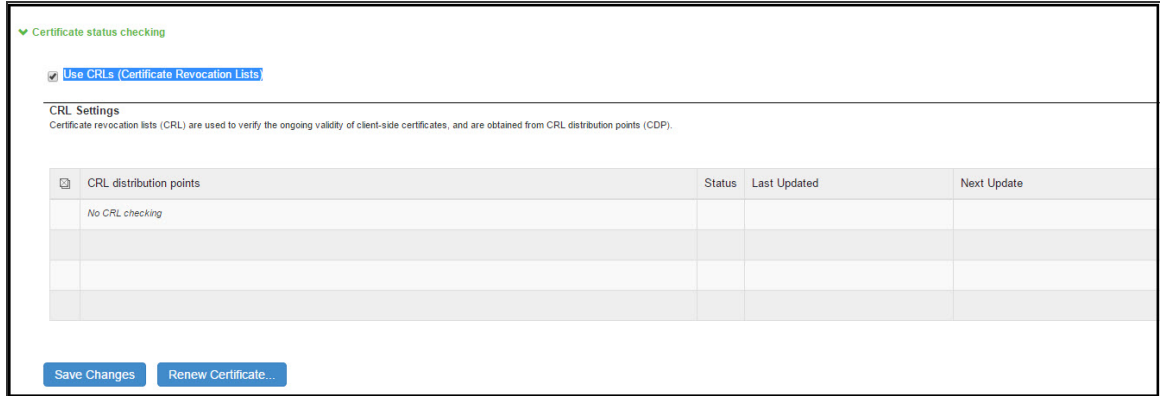 Certificate status checking
Use CRLs (Certificate Revocation Lists)
CRL Settings
Certificate revocation lists (CRL) are used to verify the ongoing validity of client-side certificates, and are obtained from CRL distribution points (CDP).
CRL distribution points Status Last Updated Next Update
No CRL checking
Save Changes Renew Certificate...